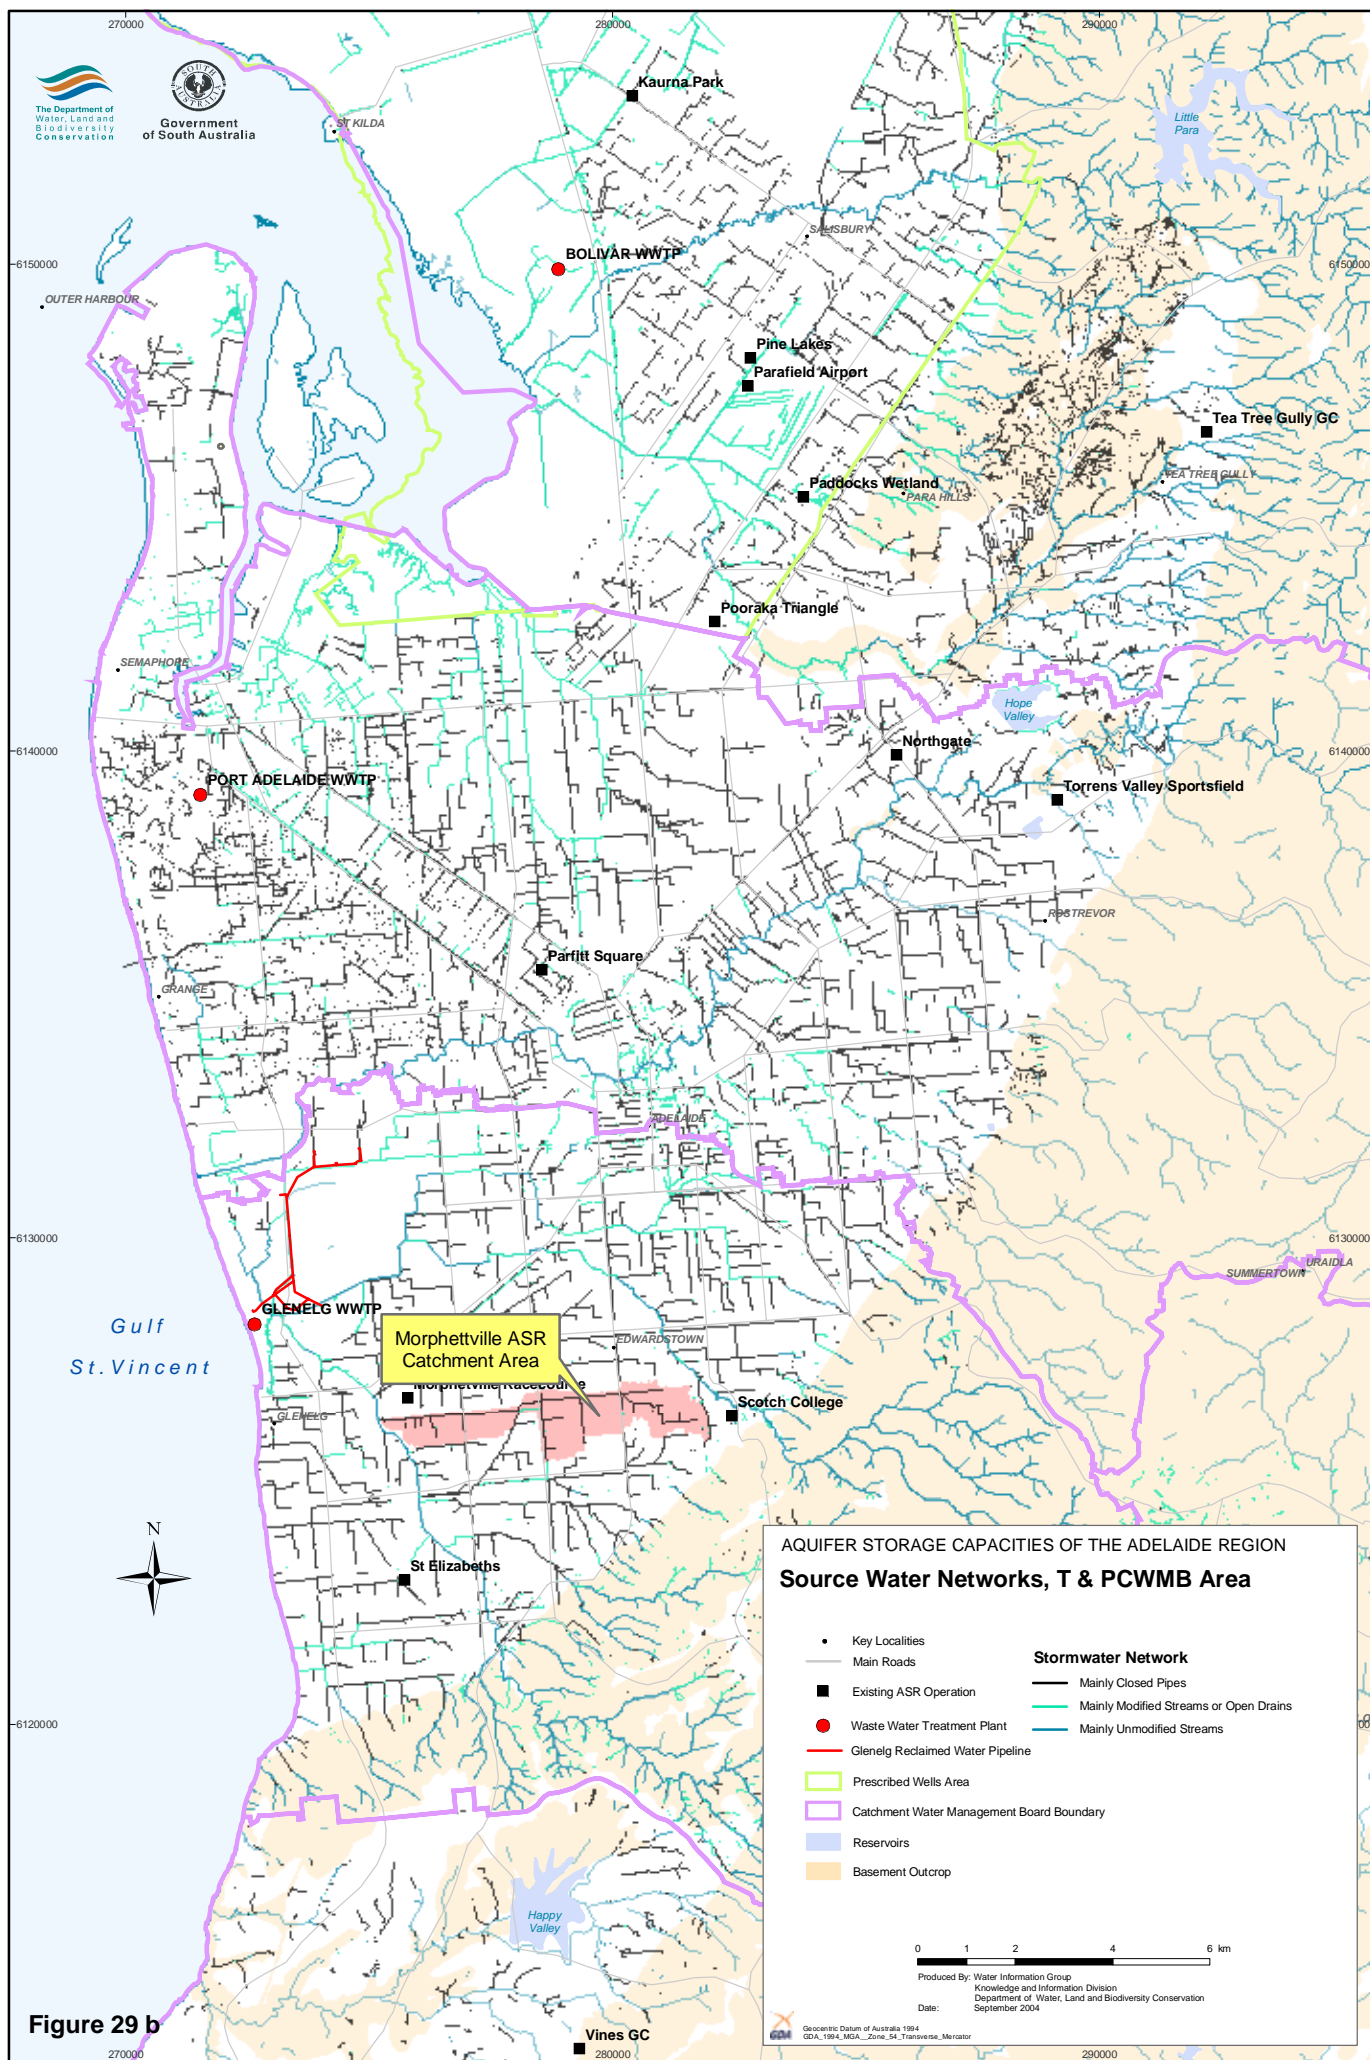 270000
280000
290000
The Department of
Water, Land and
Biodiversity
Conservation
SOUTH
AUSTRALIA
Government
of South Australia
Kaurna Park
ST KILDA
Little
Para
SALISBURY
BOLIVAR WWTP
6150000
6150000
OUTER HARBOUR
Pine Lakes
Parafield Airport
Tea Tree Gully GC
TEA TREE GULLY
Paddocks Wetland
PARA HILLS
Pooraka Triangle
SEMAPHORE
Hope
Valley
Northgate
6140000
6140000
PORT ADELAIDE WWTP
Torrens Valley Sportsfield
ROSTREVOR
Parfitt Square
GRANGE
ADELAIDE
6130000
6130000
URAIDLA
SUMMERTOWN
GLENELG WWTP
Gulf
St.Vincent
Morphettville ASR
Catchment Area
EDWARDSTOWN
Morphetville Racecourse
Scotch College
GLENELG
N
St Elizabeths
AQUIFER STORAGE CAPACITIES OF THE ADELAIDE REGION
Source Water Networks, T & PCWMB Area
Key Localities
Main Roads
Existing ASR Operation
Waste Water Treatment Plant
Glenelg Reclaimed Water Pipeline
Prescribed Wells Area
Catchment Water Management Board Boundary
Reservoirs
Basement Outcrop
Stormwater Network
Mainly Closed Pipes
Mainly Modified Streams or Open Drains
Mainly Unmodified Streams
6120000
Happy
Valley
0 1 2 4 6 km
Produced By: Water Information Group
Knowledge and Information Division
Department of Water, Land and Biodiversity Conservation
Date: September 2004
GDA
Geocentric Datum of Australia 1994
GDA_1994_MGA__Zone_54_Transverse_Mercator
Figure 29 b
Vines GC
270000
280000
290000